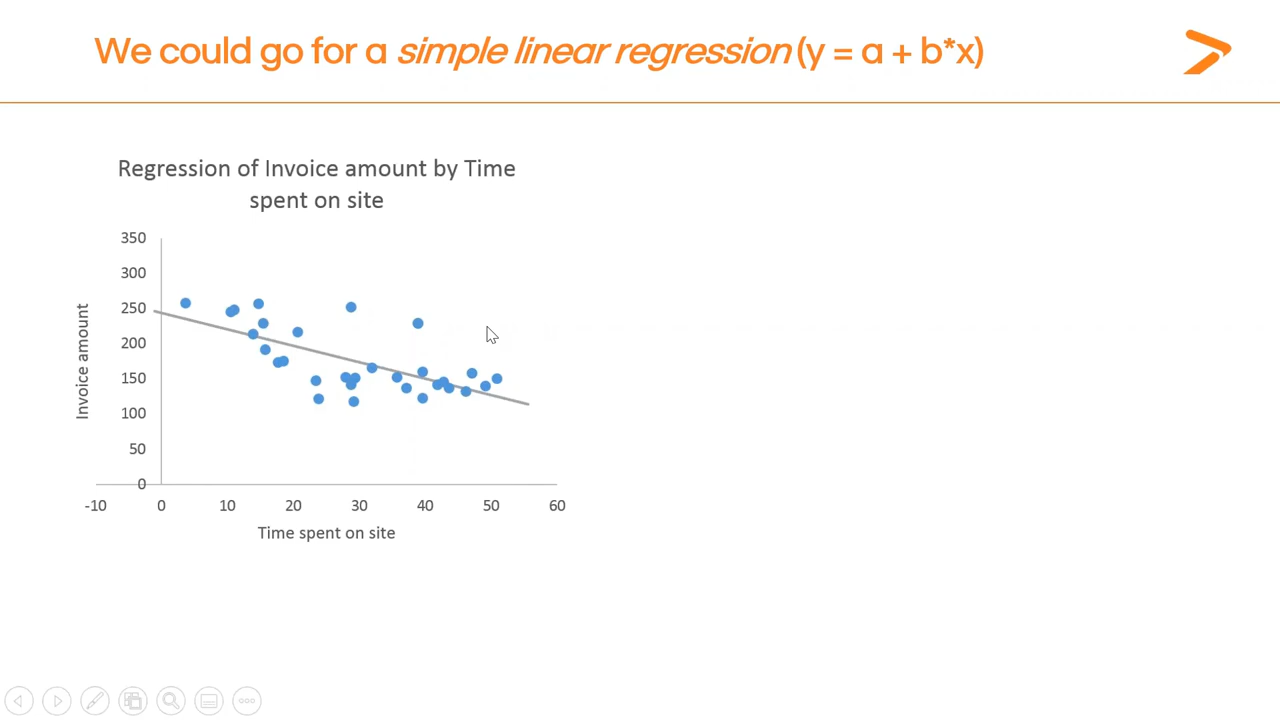 We could go for a simple linear regression (y = a + b*x)
Regression of Invoice amount by Time
spent on site
350
300
250
200
150
100
50
0
Invoice amount
-10 0 10 20 30 40 50 60
Time spent on site